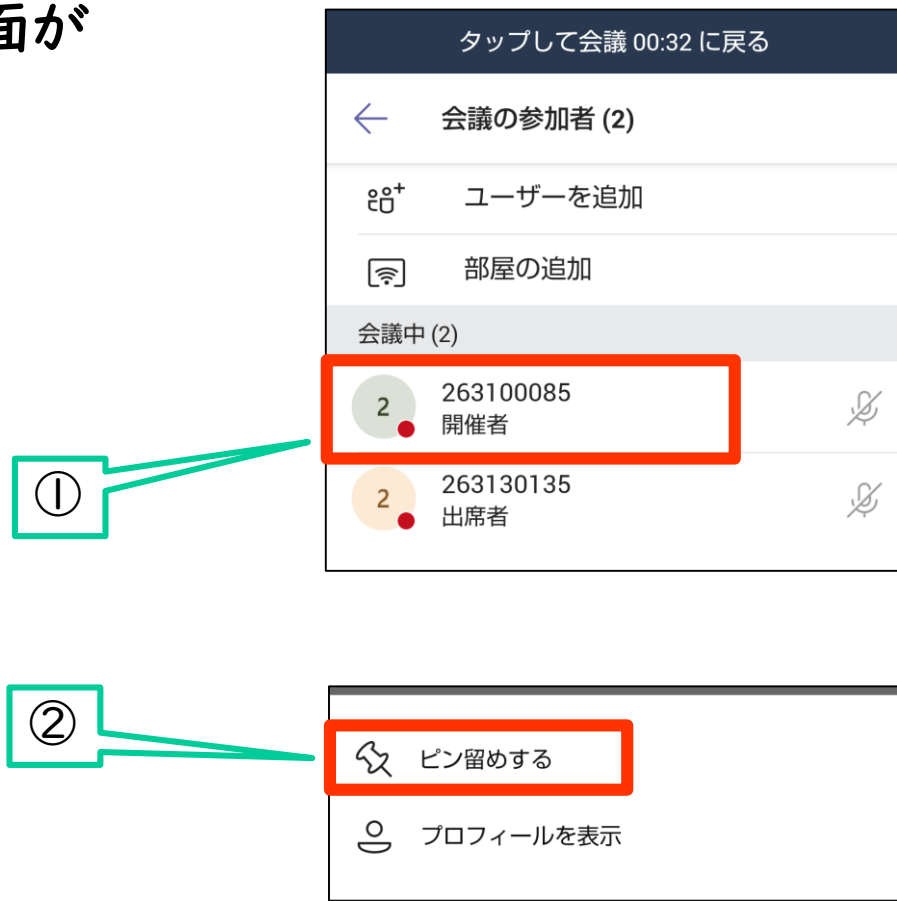 面が
タップして会議 00:32 に戻る
会議の参加者 (2)
ユーザーを追加
部屋の追加
会議中 (2)
2
263100085
開催者
①
2
263130135
出席者
②
ピン留めする
プロフィールを表示